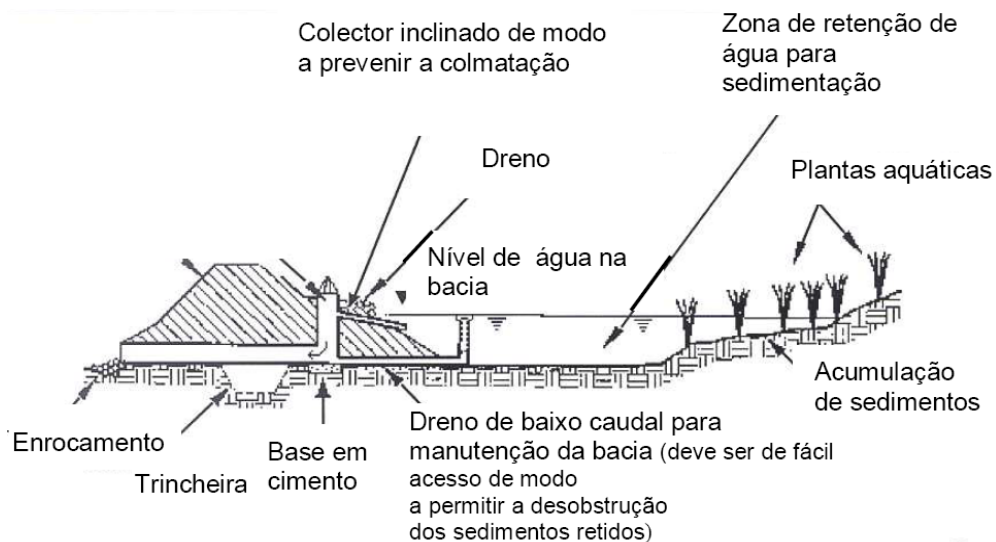 Colector inclinado de modo
a prevenir a colmatação
Zona de retenção de
água para
sedimentação
Dreno
Plantas aquáticas
Nível de água na
bacia
Acumulação
de sedimentos
Enrocamento
Trincheira
Base em
cimento
Dreno de baixo caudal para
manutenção da bacia (deve ser de fácil
acesso de modo
a permitir a desobstrução
dos sedimentos retidos)